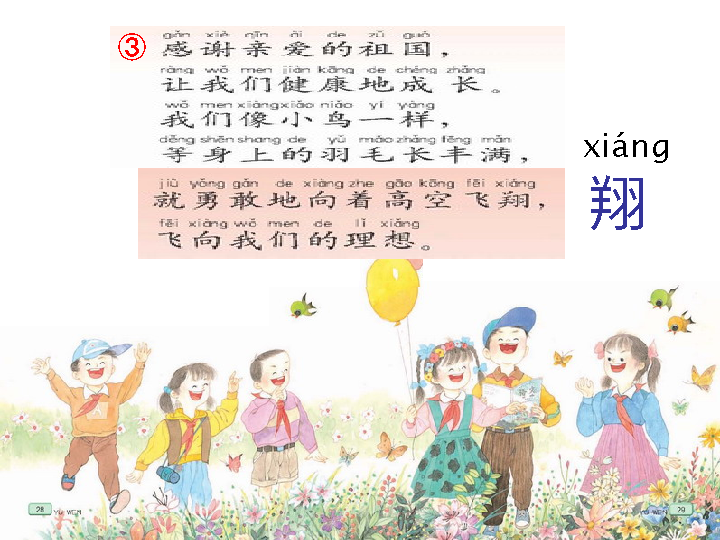 ③
gǎn xiè qīn ài de zǔ guó
感谢亲爱的祖国，
ràng wǒ men jiàn kāng de chéng zhǎng
让我们健康地成长。
wǒ men xiàng xiǎo niǎo yí yàng
我们像小鸟一样，
děng shēn shang de yǔ máo zhǎng fēng mǎn
等身上的羽毛长丰满，
jiù yǒng gǎn de xiàng zhe gāo kōng fēi xiáng
就勇敢地向着高空飞翔，
fēi xiàng wǒ men de lǐ xiǎng
飞向我们的理想。
xiáng
翔
28 YU WEN
YU WEN 29